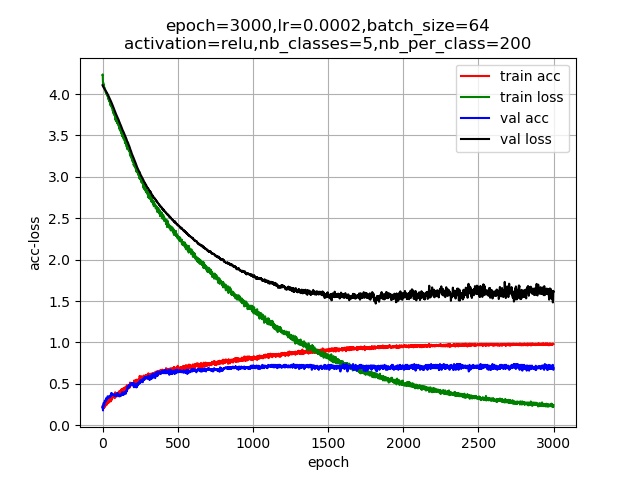 epoch=3000,lr=0.0002,batch_size=64
activation=relu,nb_classes=5,nb_per_class=200
train acc
train loss
val acc
val loss
4.0
3.5
3.0
2.5
2.0
1.5
1.0
0.5
0.0
acc-loss
0 500 1000 1500 2000 2500 3000
epoch